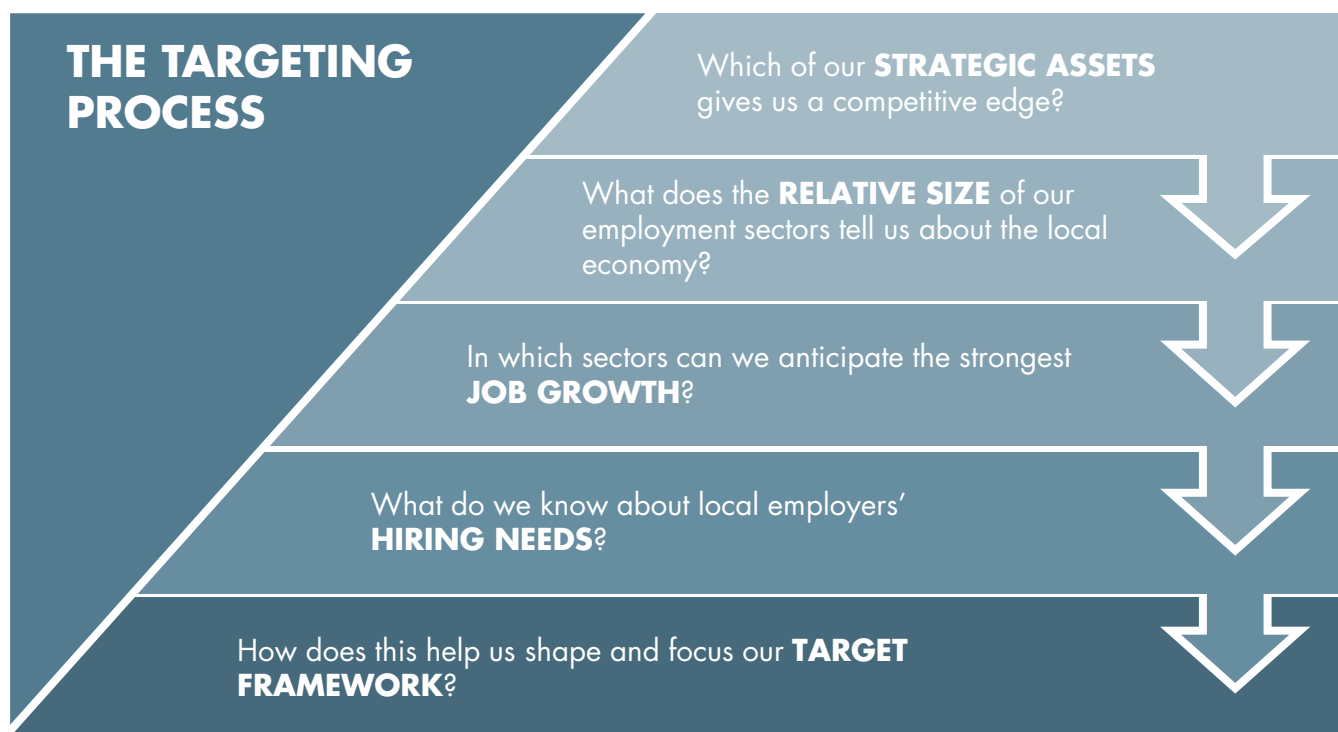 THE TARGETING
PROCESS
Which of our STRATEGIC ASSETS
gives us a competitive edge?
What does the RELATIVE SIZE of our
employment sectors tell us about the local
economy?
In which sectors can we anticipate the strongest
JOB GROWTH?
What do we know about local employers’
HIRING NEEDS?
How does this help us shape and focus our TARGET
FRAMEWORK?